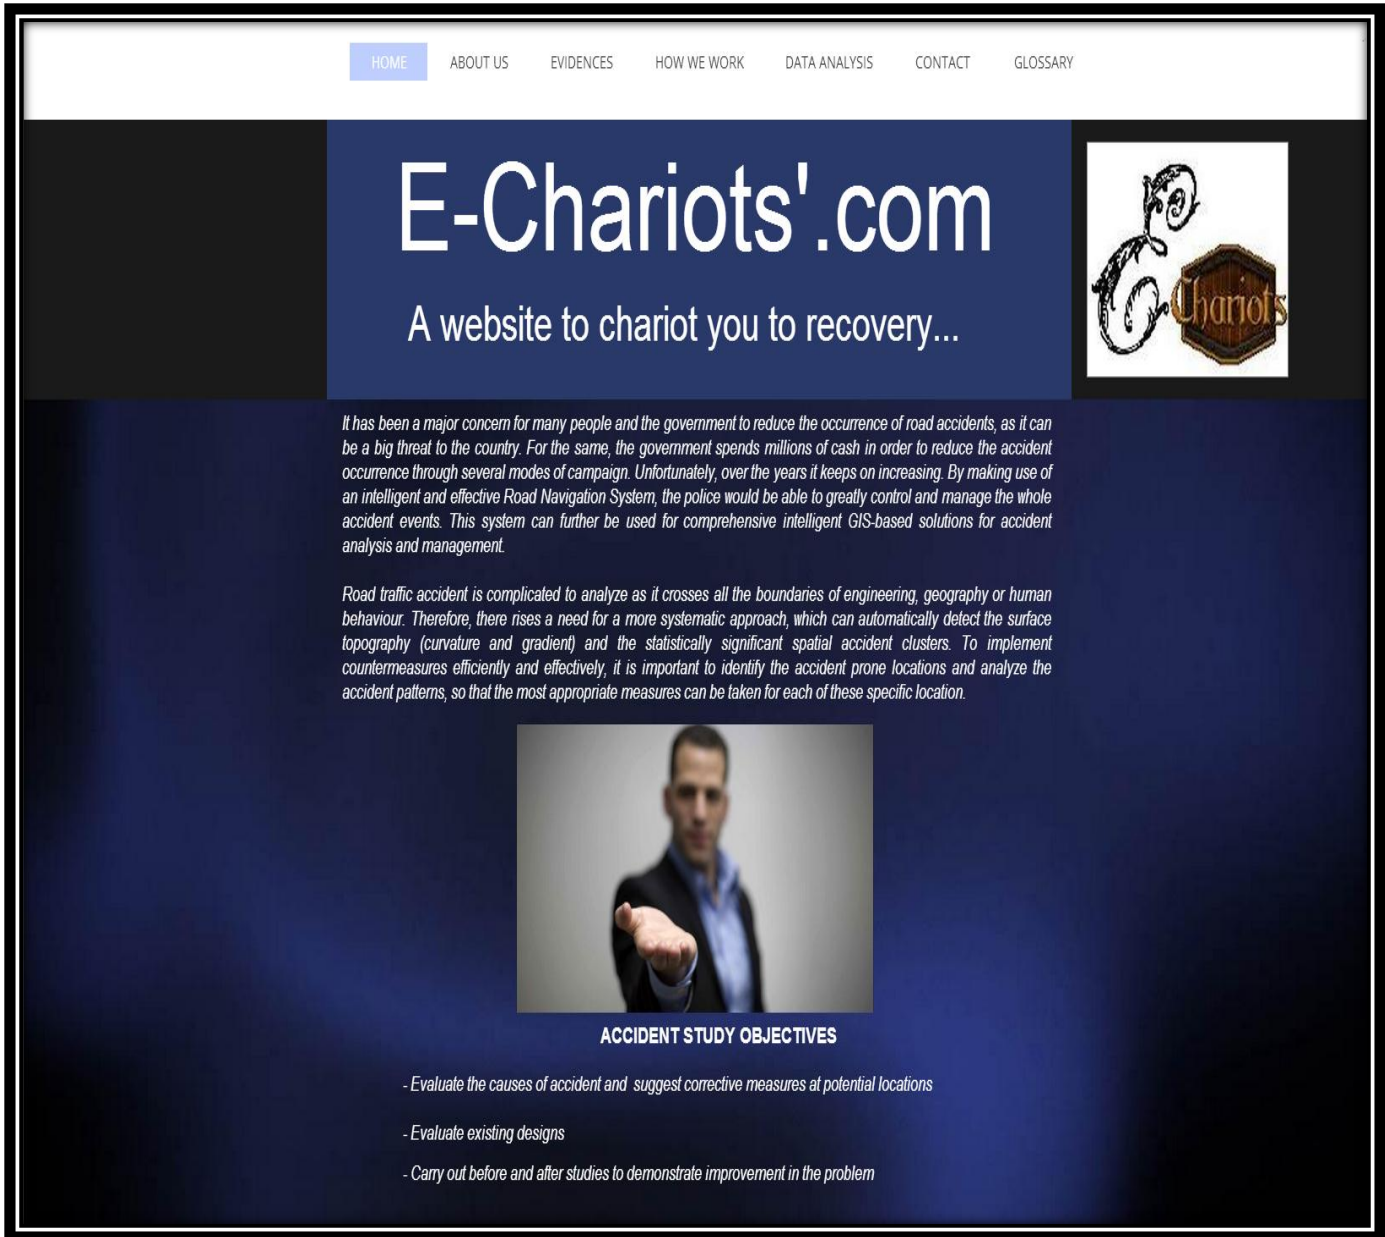 HOME ABOUT US EVIDENCES HOW WE WORK DATA ANALYSIS CONTACT GLOSSARY
E-Chariots'.com
A website to chariot you to recovery...
E
Chariots
It has been a major concern for many people and the government to reduce the occurrence of road accidents, as it can
be a big threat to the country. For the same, the government spends millions of cash in order to reduce the accident
occurrence through several modes of campaign. Unfortunately, over the years it keeps on increasing. By making use of
an intelligent and effective Road Navigation System, the police would be able to greatly control and manage the whole
accident events. This system can further be used for comprehensive intelligent GIS-based solutions for accident
analysis and management.
Road traffic accident is complicated to analyze as it crosses all the boundaries of engineering, geography or human
behaviour. Therefore, there rises a need for a more systematic approach, which can automatically detect the surface
topography (curvature and gradient) and the statistically significant spatial accident clusters. To implement
countermeasures efficiently and effectively, it is important to identify the accident prone locations and analyze the
accident patterns, so that the most appropriate measures can be taken for each of these specific location.
ACCIDENT STUDY OBJECTIVES
- Evaluate the causes of accident and suggest corrective measures at potential locations
- Evaluate existing designs
- Carry out before and after studies to demonstrate improvement in the problem